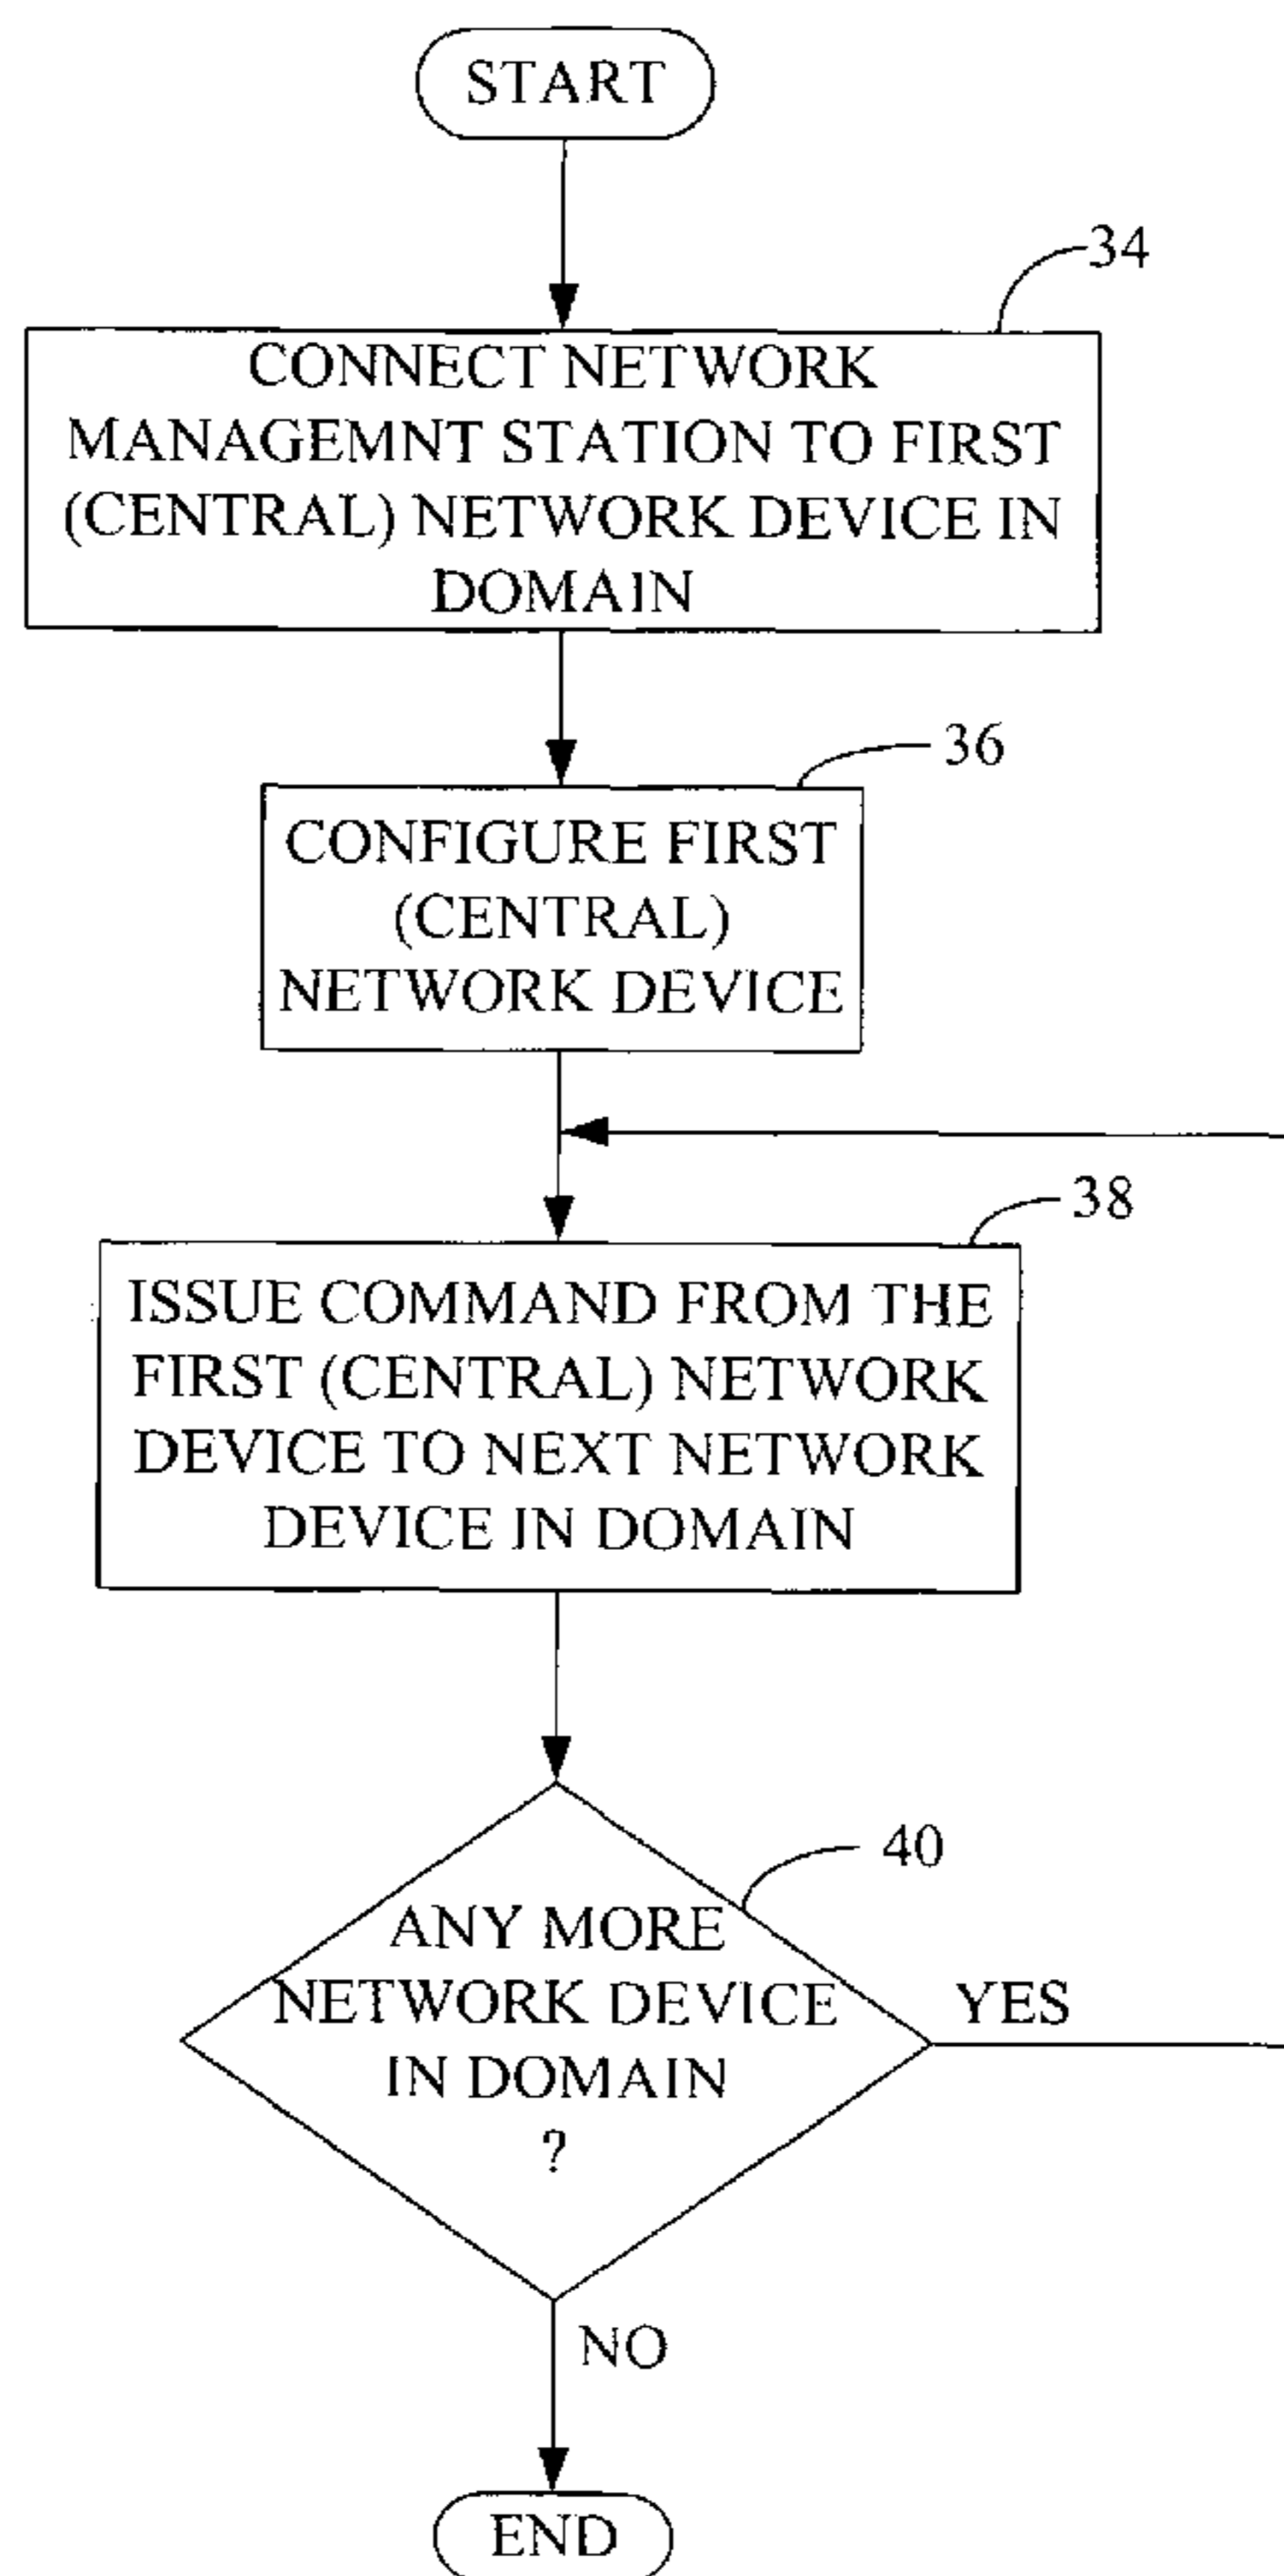 START
34
CONNECT NETWORK
MANAGEMNT STATION TO FIRST
(CENTRAL) NETWORK DEVICE IN
DOMAIN
36
CONFIGURE FIRST
(CENTRAL)
NETWORK DEVICE
38
ISSUE COMMAND FROM THE
FIRST (CENTRAL) NETWORK
DEVICE TO NEXT NETWORK
DEVICE IN DOMAIN
40
ANY MORE
NETWORK DEVICE
IN DOMAIN
?
YES
NO
END